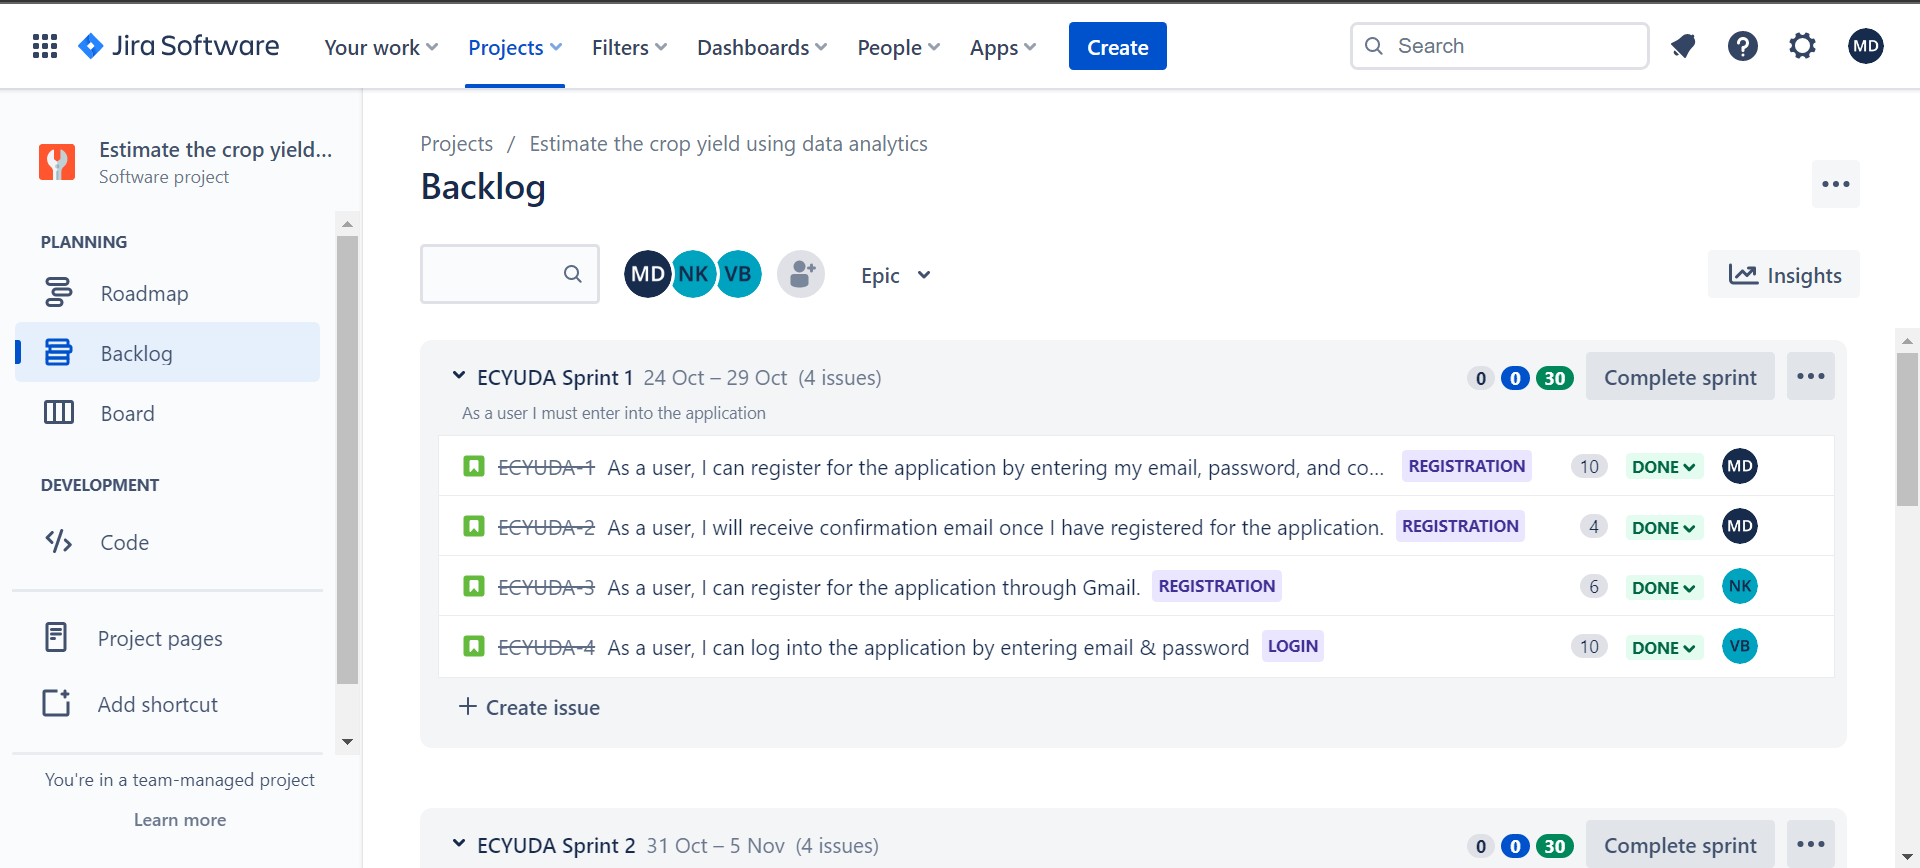 Jira Software Your work Projects Filters Dashboards People Apps Create Search MD
Estimate the crop yield...
Software project
PLANNING
Roadmap
Backlog
Board
DEVELOPMENT
Code
Project pages
Add shortcut
You're in a team-managed project
Learn more
Projects / Estimate the crop yield using data analytics
Backlog
MD NK VB Epic Insights
ECYUDA Sprint 1 24 Oct – 29 Oct (4 issues) 0 0 30 Complete sprint
As a user I must enter into the application
ECYUDA-1 As a user, I can register for the application by entering my email, password, and co... REGISTRATION 10 DONE MD
ECYUDA-2 As a user, I will receive confirmation email once I have registered for the application. REGISTRATION 4 DONE MD
ECYUDA-3 As a user, I can register for the application through Gmail. REGISTRATION 6 DONE NK
ECYUDA-4 As a user, I can log into the application by entering email & password LOGIN 10 DONE VB
+ Create issue
ECYUDA Sprint 2 31 Oct – 5 Nov (4 issues) 0 0 30 Complete sprint